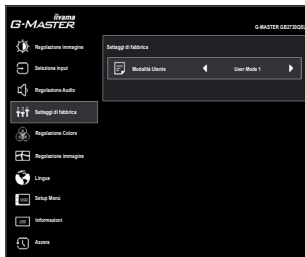 iiyama
G-MASTER
G-MASTER GB2730QSU
Regolazione Immagine
Settaggi di fabbrica
Seleziona Input
Modalità Utente
User Mode 1
Regolazione Audio
Settaggi di fabbrica
Regolazione Colore
Regolazione Immagine
Lingua
Setup Menù
Informazioni
Azzera